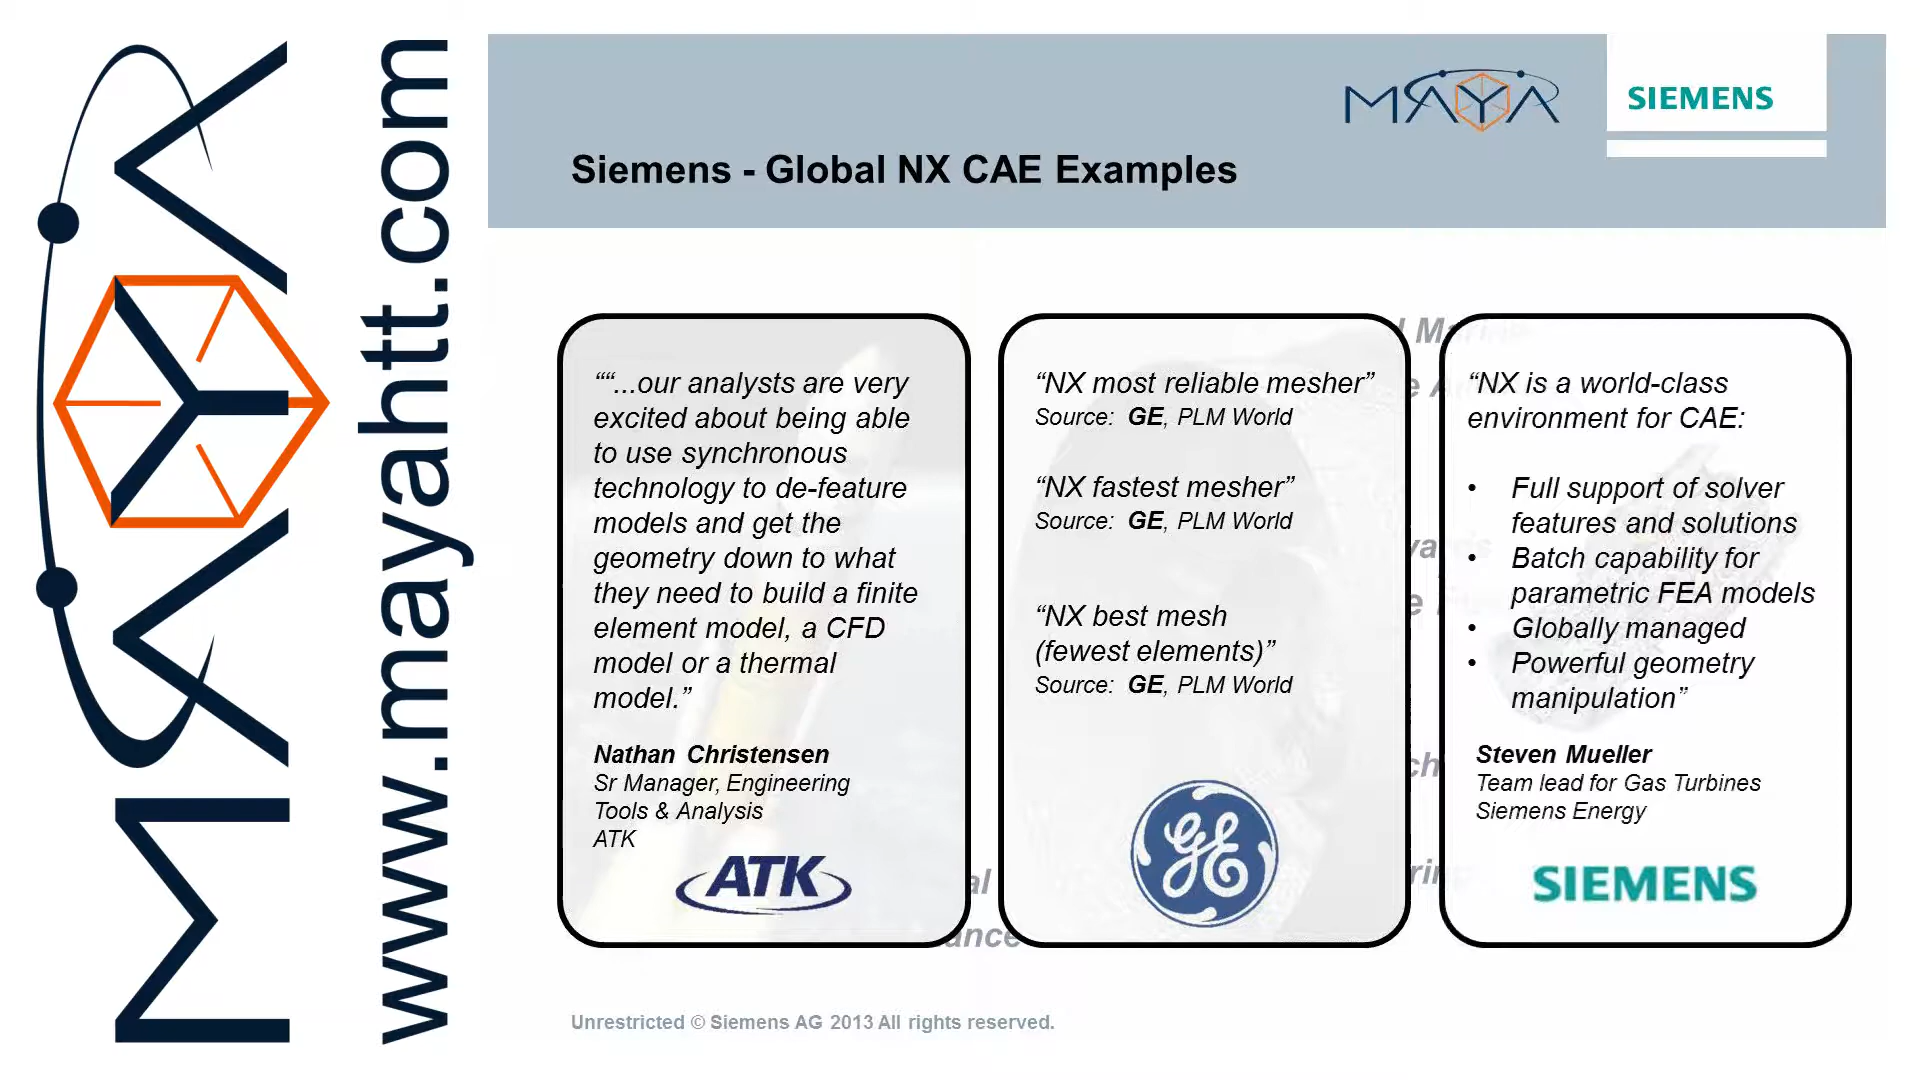 MAYA
www.mayahtt.com
MAYA
SIEMENS
Siemens - Global NX CAE Examples
““...our analysts are very
excited about being able
to use synchronous
technology to de-feature
models and get the
geometry down to what
they need to build a finite
element model, a CFD
model or a thermal
model.”
Nathan Christensen
Sr Manager, Engineering
Tools & Analysis
ATK
ATK
“NX most reliable mesher”
Source: GE, PLM World
“NX fastest mesher”
Source: GE, PLM World
“NX best mesh
(fewest elements)”
Source: GE, PLM World
GE
“NX is a world-class
environment for CAE:
• Full support of solver
features and solutions
• Batch capability for
parametric FEA models
• Globally managed
• Powerful geometry
manipulation”
Steven Mueller
Team lead for Gas Turbines
Siemens Energy
SIEMENS
Unrestricted © Siemens AG 2013 All rights reserved.